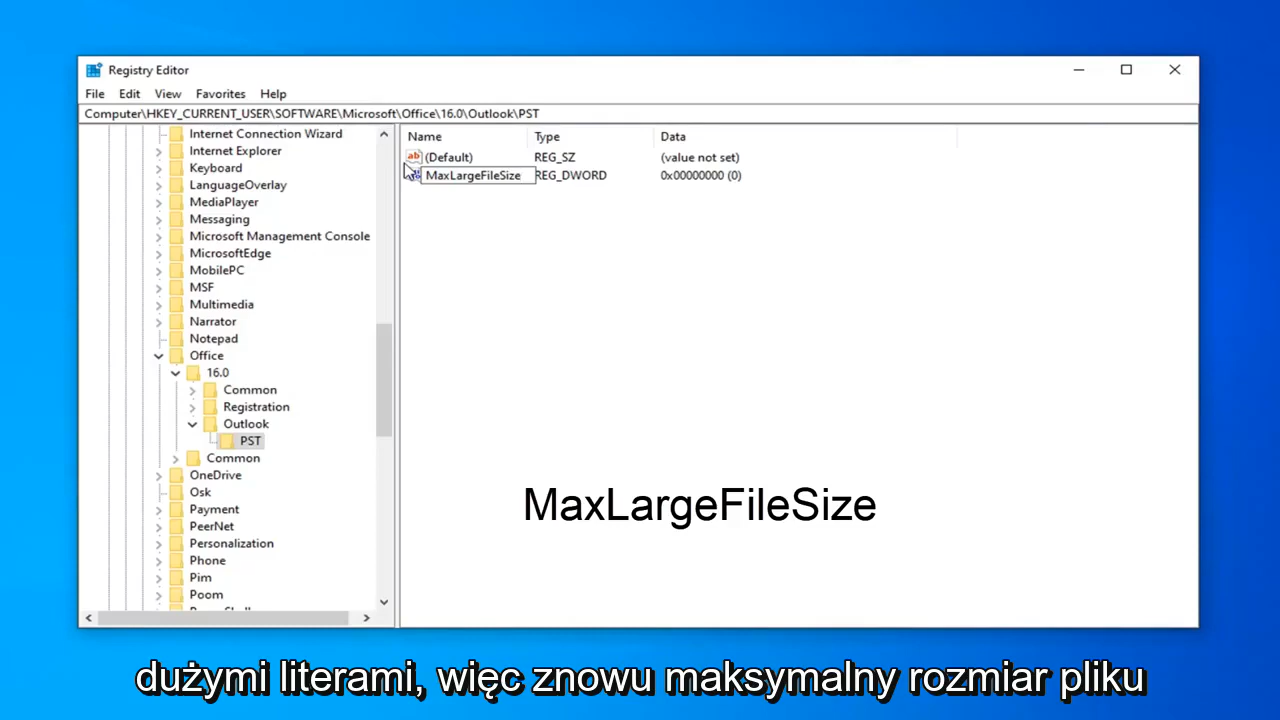 Registry Editor
File Edit View Favorites Help
Computer\HKEY_CURRENT_USER\SOFTWARE\Microsoft\Office\16.0\Outlook\PST
Internet Connection Wizard
Internet Explorer
Keyboard
LanguageOverlay
MediaPlayer
Messaging
Microsoft Management Console
MicrosoftEdge
MobilePC
MSF
Multimedia
Narrator
Notepad
Office
16.0
Common
Registration
Outlook
PST
Common
OneDrive
Osk
Payment
PeerNet
Personalization
Phone
Pim
Poom
Name Type Data
ab (Default) REG_SZ (value not set)
MaxLargeFileSize REG_DWORD 0x00000000 (0)
MaxLargeFileSize
dużymi literami, więc znowu maksymalny rozmiar pliku